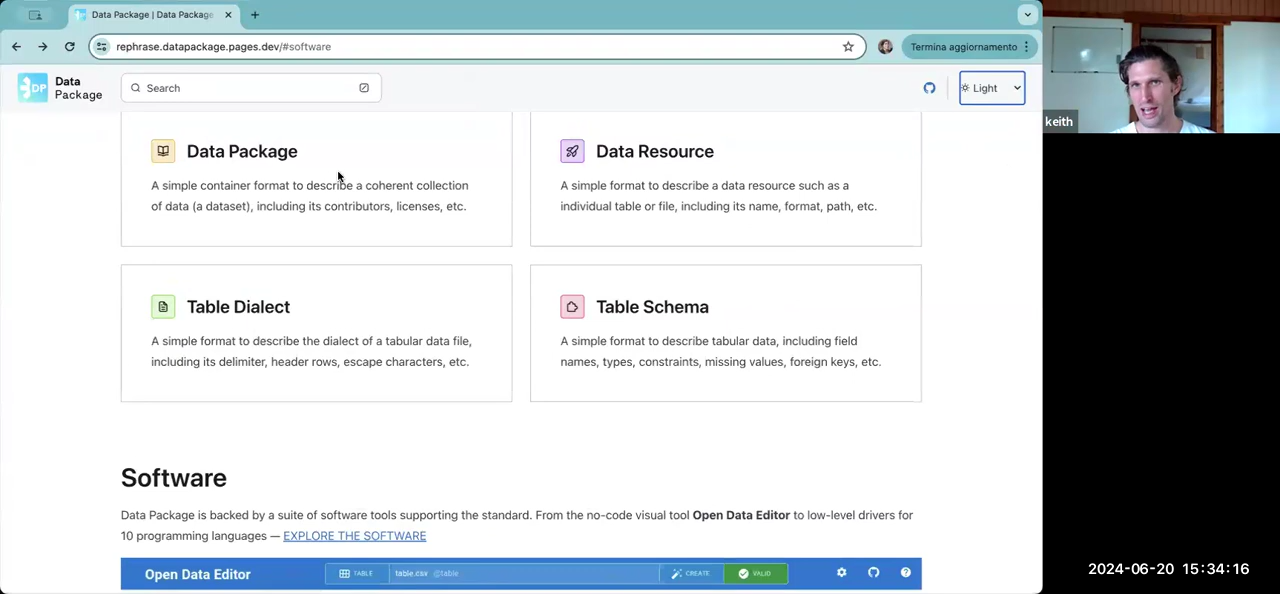 Data Package | Data Package
rephrase.datapackage.pages.dev/#software
Termina aggiornamento
Data
Package
DP
Search
Light
keith
Data Package
A simple container format to describe a coherent collection
of data (a dataset), including its contributors, licenses, etc.
Data Resource
A simple format to describe a data resource such as a
individual table or file, including its name, format, path, etc.
Table Dialect
A simple format to describe the dialect of a tabular data file,
including its delimiter, header rows, escape characters, etc.
Table Schema
A simple format to describe tabular data, including field
names, types, constraints, missing values, foreign keys, etc.
Software
Data Package is backed by a suite of software tools supporting the standard. From the no-code visual tool Open Data Editor to low-level drivers for
10 programming languages — EXPLORE THE SOFTWARE
Open Data Editor
TABLE
table.csv @table
CREATE
VALID
2024-06-20 15:34:16